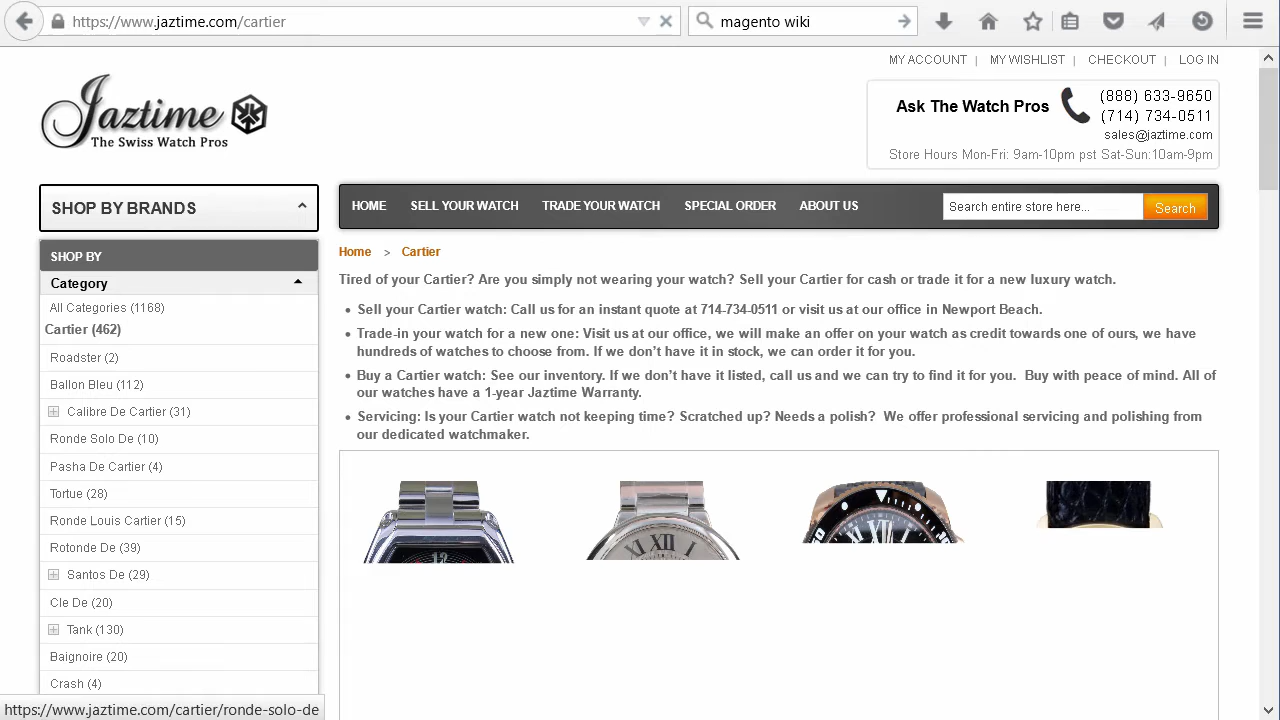 https://www.jaztime.com/cartier
magento wiki
MY ACCOUNT | MY WISHLIST | CHECKOUT | LOG IN
Jaztime
The Swiss Watch Pros
Ask The Watch Pros
(888) 633-9650
(714) 734-0511
sales@jaztime.com
Store Hours Mon-Fri: 9am-10pm pst Sat-Sun:10am-9pm
SHOP BY BRANDS
HOME SELL YOUR WATCH TRADE YOUR WATCH SPECIAL ORDER ABOUT US
Search entire store here... Search
SHOP BY
Category
All Categories (1168)
Cartier (462)
Roadster (2)
Ballon Bleu (112)
Calibre De Cartier (31)
Ronde Solo De (10)
Pasha De Cartier (4)
Tortue (28)
Ronde Louis Cartier (15)
Rotonde De (39)
Santos De (29)
Cle De (20)
Tank (130)
Baignoire (20)
Crash (4)
Home > Cartier
Tired of your Cartier? Are you simply not wearing your watch? Sell your Cartier for cash or trade it for a new luxury watch.
• Sell your Cartier watch: Call us for an instant quote at 714-734-0511 or visit us at our office in Newport Beach.
• Trade-in your watch for a new one: Visit us at our office, we will make an offer on your watch as credit towards one of ours, we have
hundreds of watches to choose from. If we don’t have it in stock, we can order it for you.
• Buy a Cartier watch: See our inventory. If we don’t have it listed, call us and we can try to find it for you. Buy with peace of mind. All of
our watches have a 1-year Jaztime Warranty.
• Servicing: Is your Cartier watch not keeping time? Scratched up? Needs a polish? We offer professional servicing and polishing from
our dedicated watchmaker.
https://www.jaztime.com/cartier/ronde-solo-de